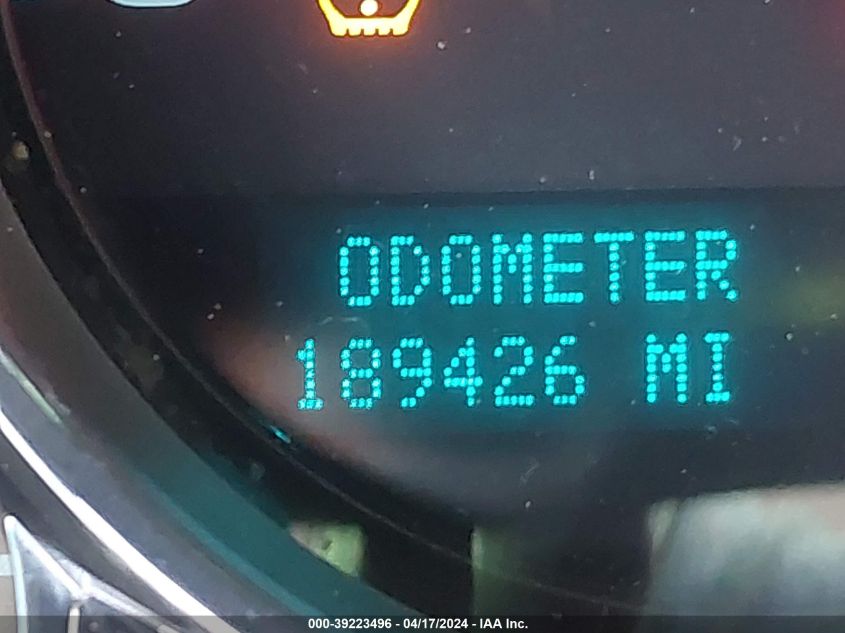 ODOMETER
189426 MI
000-39223496 - 04/17/2024 - IAA Inc.